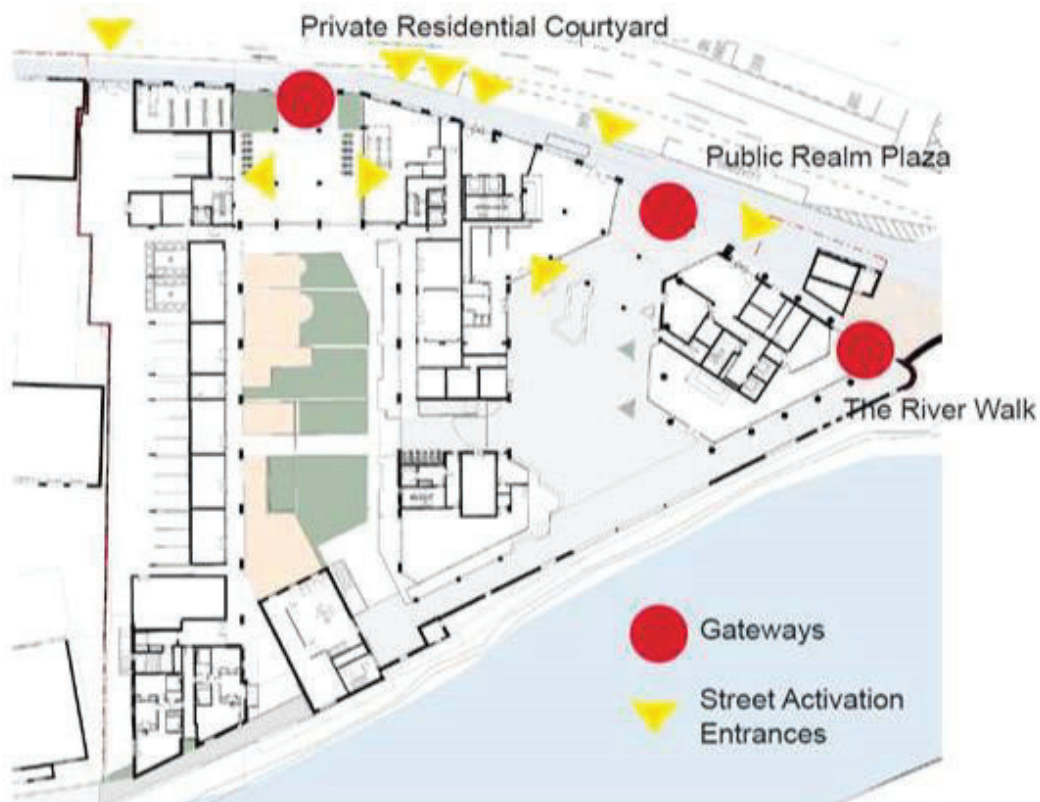 Private Residential Courtyard
Public Realm Plaza
The River Walk
Gateways
Street Activation
Entrances